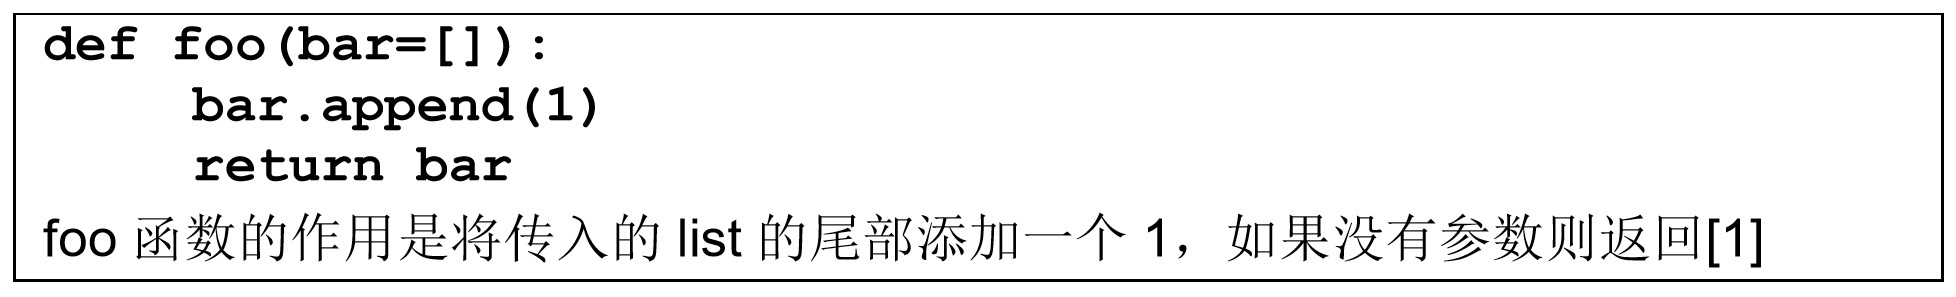 def foo(bar=[]):
    bar.append(1)
    return bar
foo 函数的作用是将传入的 list 的尾部添加一个 1，如果没有参数则返回[1]